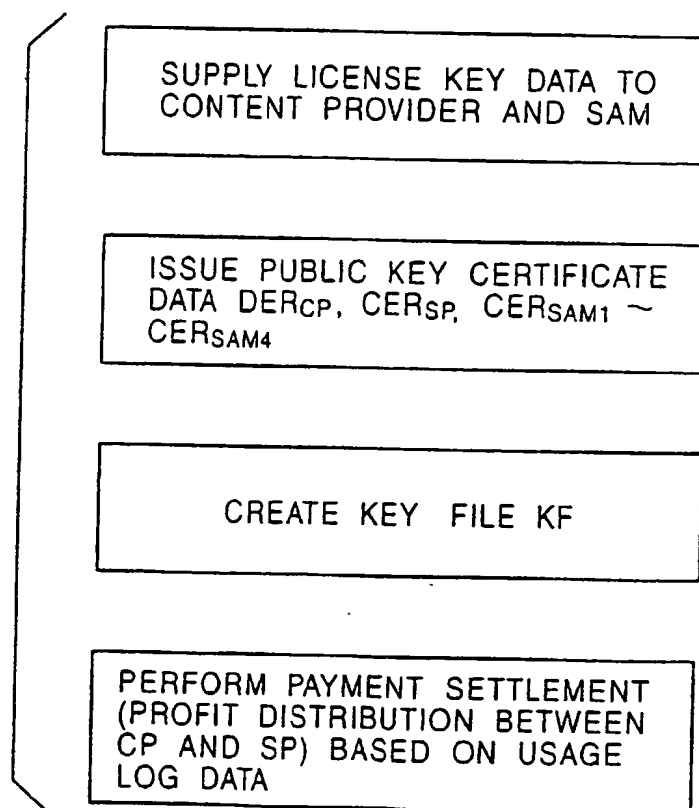 SUPPLY LICENSE KEY DATA TO
CONTENT PROVIDER AND SAM
ISSUE PUBLIC KEY CERTIFICATE
DATA DERCP, CERSP, CERSAM1 ~
CERSAM4
CREATE KEY FILE KF
PERFORM PAYMENT SETTLEMENT
(PROFIT DISTRIBUTION BETWEEN
CP AND SP) BASED ON USAGE
LOG DATA